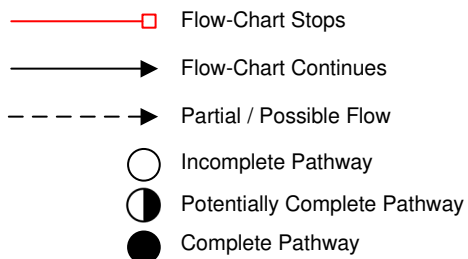 Flow-Chart Stops
Flow-Chart Continues
Partial / Possible Flow
Incomplete Pathway
Potentially Complete Pathway
Complete Pathway